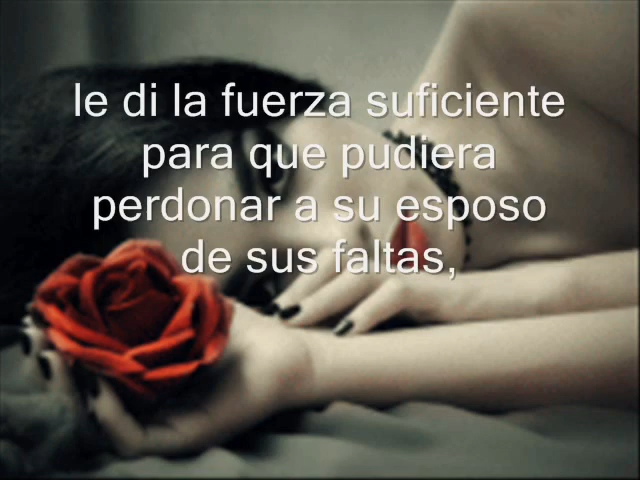 le di la fuerza suficiente
para que pudiera
perdonar a su esposo
de sus faltas,